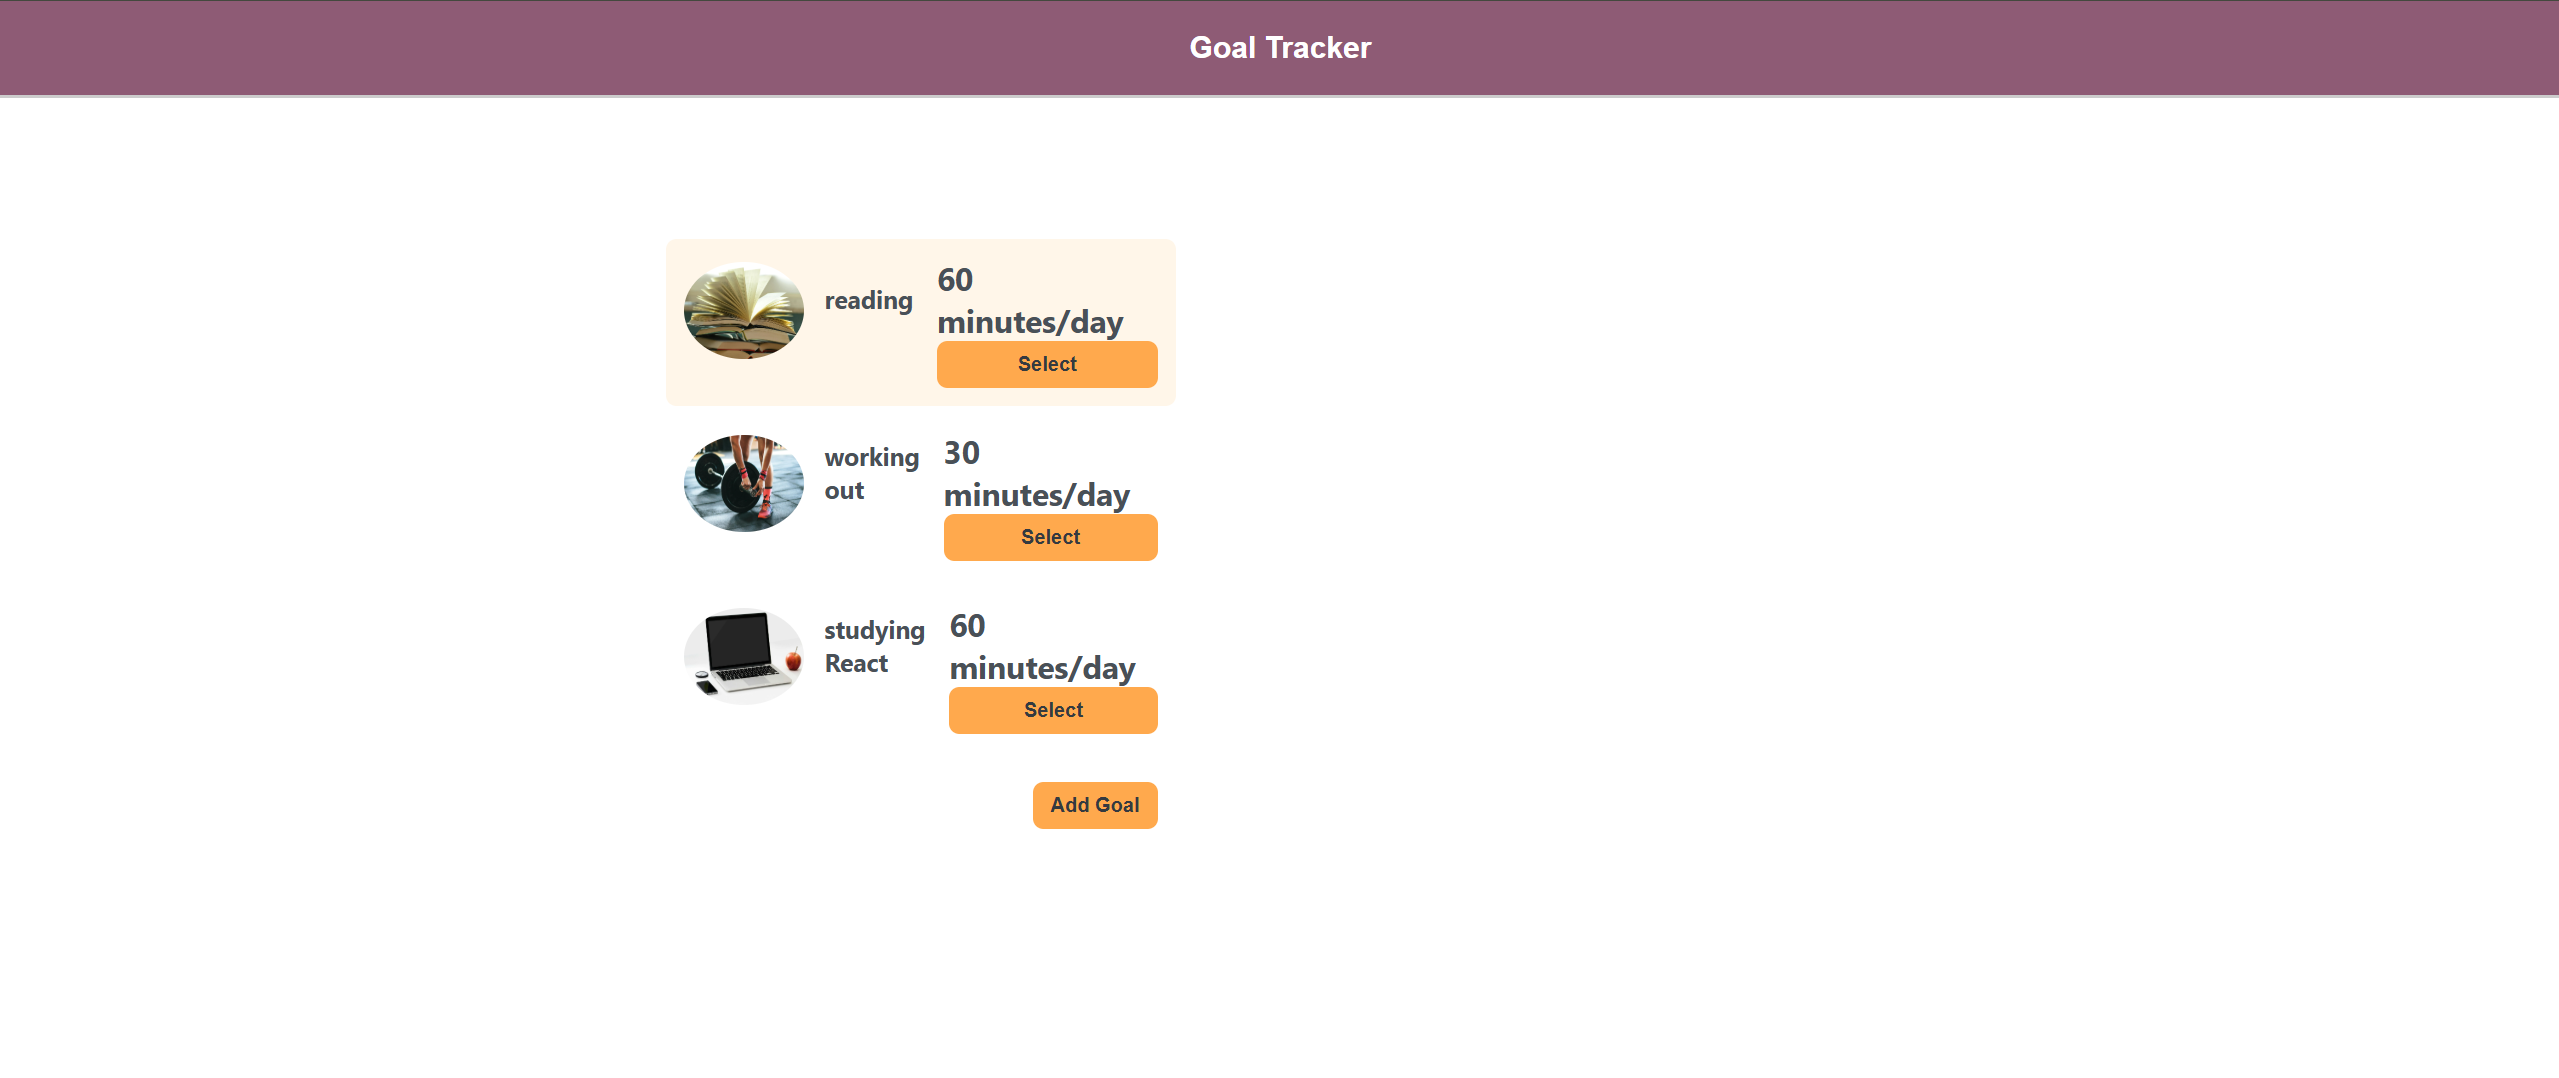 Goal Tracker
reading
60
minutes/day
Select
working
out
30
minutes/day
Select
studying
React
60
minutes/day
Select
Add Goal